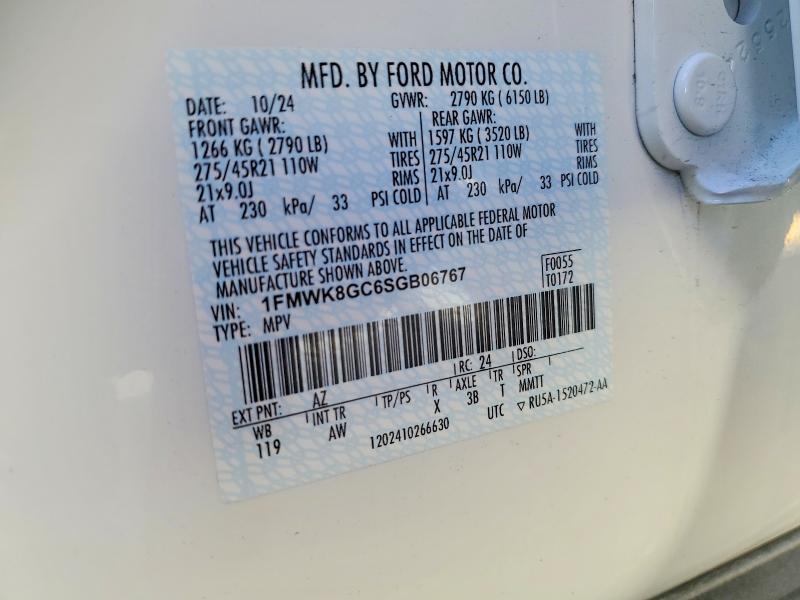 MFD. BY FORD MOTOR CO.
DATE: 10/24 GVWR: 2790 KG ( 6150 LB)
FRONT GAWR: REAR GAWR:
1266 KG ( 2790 LB) WITH 1597 KG ( 3520 LB) WITH
275/45R21 110W TIRES 275/45R21 110W TIRES
21x9.0J RIMS 21x9.0J RIMS
AT 230 kPa/ 33 PSI COLD AT 230 kPa/ 33 PSI COLD
THIS VEHICLE CONFORMS TO ALL APPLICABLE FEDERAL MOTOR
VEHICLE SAFETY STANDARDS IN EFFECT ON THE DATE OF
MANUFACTURE SHOWN ABOVE.
VIN: 1FMWK8GC6SGB06767 F0055
TYPE: MPV T0172
EXT PNT: AZ RC: 24 DSO:
WB INT TR TP/PS R AXLE TR SPR
119 AW X 3B T MMTT
1202410266630 UTC ▽ RU5A-1520472-AA